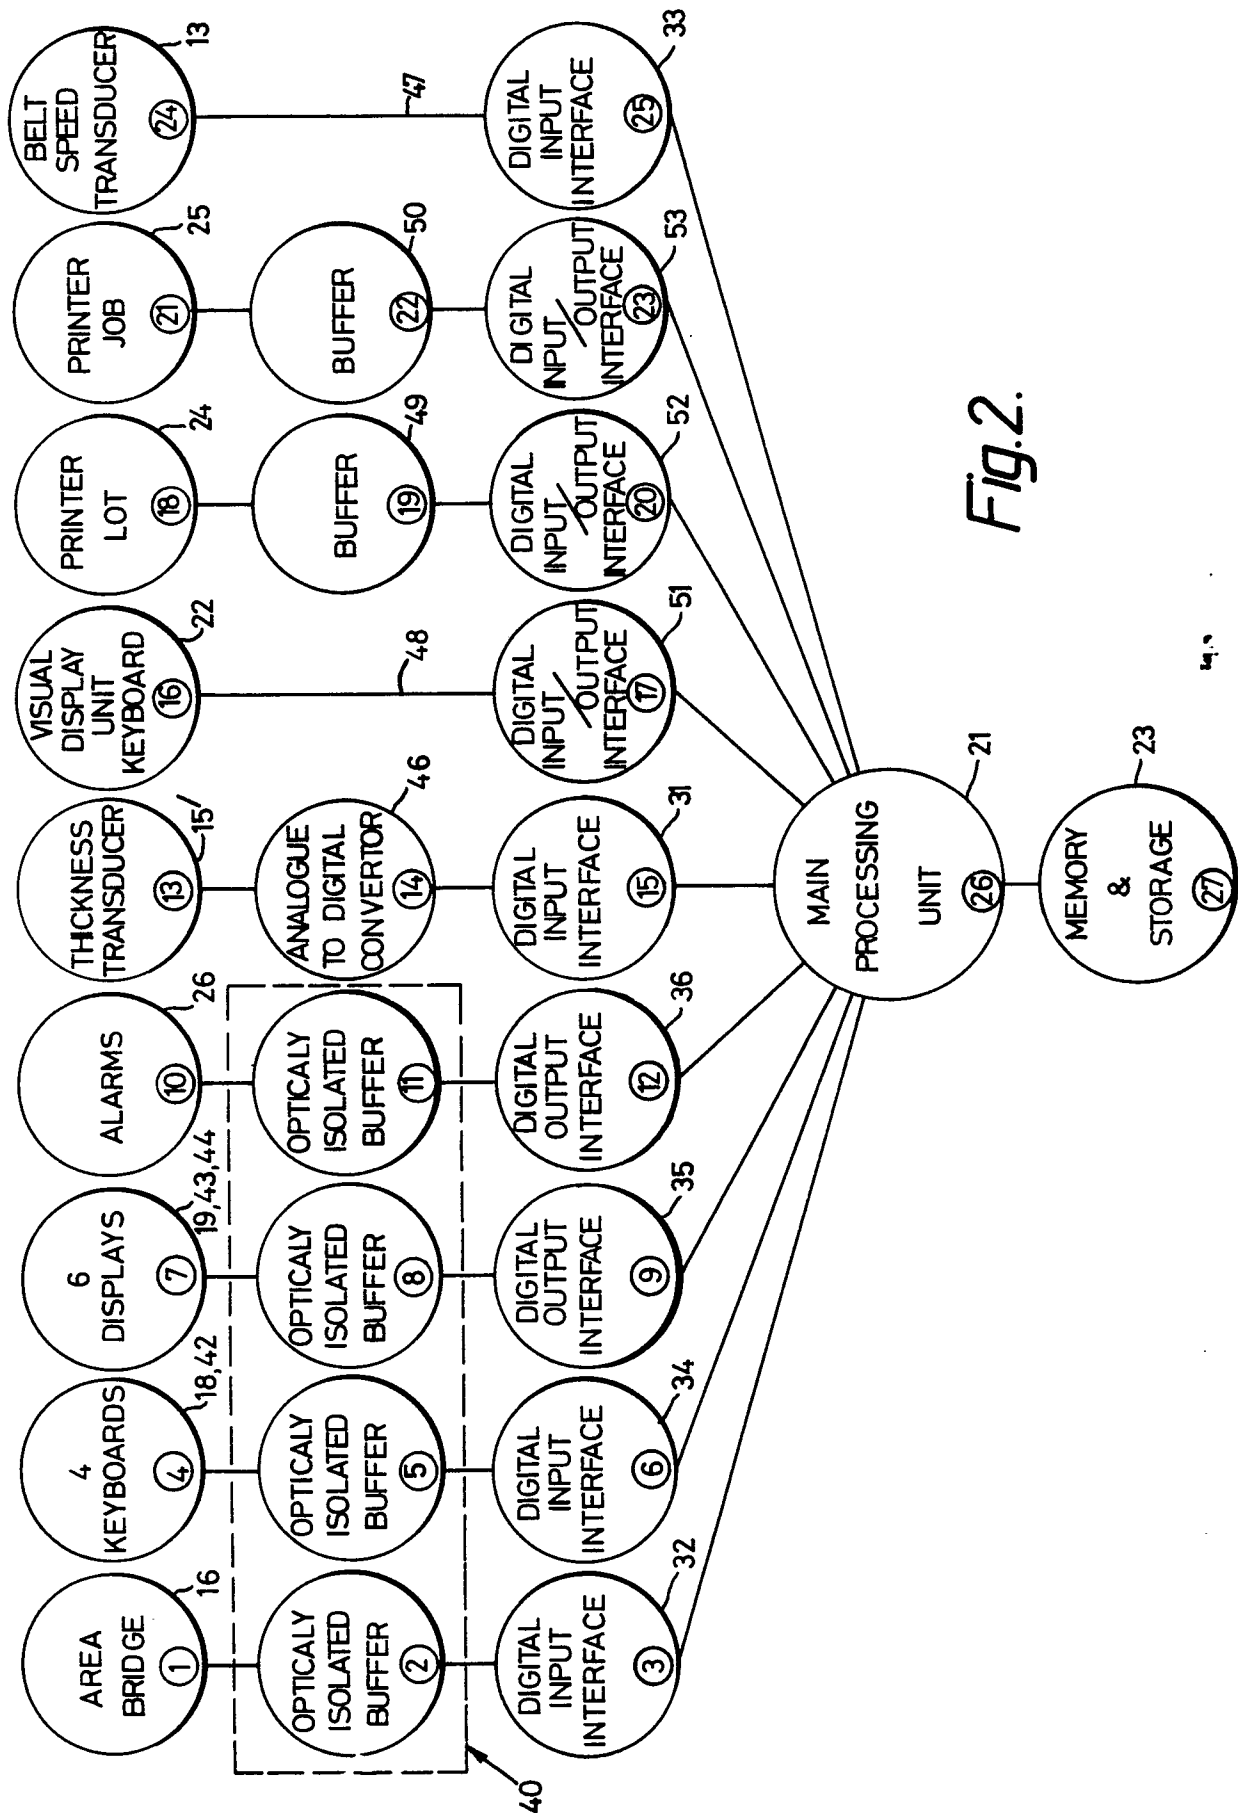 AREA
BRIDGE
1
16
4
KEYBOARDS
4
18,42
6
DISPLAYS
7
19,43,44
ALARMS
10
26
THICKNESS
TRANSDUCER
13
15'
VISUAL
DISPLAY
UNIT
KEYBOARD
16
22
PRINTER
LOT
18
24
PRINTER
JOB
21
25
BELT
SPEED
TRANSDUCER
24
13
OPTICALY
ISOLATED
BUFFER
2
OPTICALY
ISOLATED
BUFFER
5
OPTICALY
ISOLATED
BUFFER
8
OPTICALY
ISOLATED
BUFFER
11
ANALOGUE
TO DIGITAL
CONVERTOR
14
46
48
BUFFER
19
49
BUFFER
22
50
47
40
DIGITAL
INPUT
INTERFACE
3
32
DIGITAL
INPUT
INTERFACE
6
34
DIGITAL
OUTPUT
INTERFACE
9
35
DIGITAL
OUTPUT
INTERFACE
12
36
DIGITAL
INPUT
INTERFACE
15
31
DIGITAL
INPUT/OUTPUT
INTERFACE
17
51
DIGITAL
INPUT/OUTPUT
INTERFACE
20
52
DIGITAL
INPUT/OUTPUT
INTERFACE
23
53
DIGITAL
INPUT
INTERFACE
25
33
MAIN
PROCESSING
UNIT
26
21
MEMORY
&
STORAGE
27
23
Fig.2.